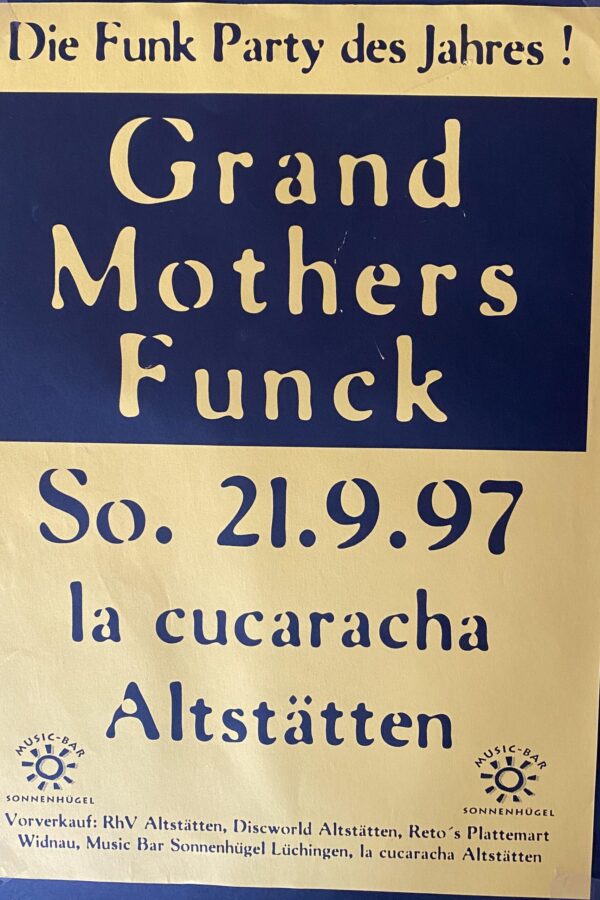 Die Funk Party des Jahres !
Grand
Mothers
Funck
So. 21.9.97
la cucaracha
Altstätten
MUSIC-BAR
SONNENHÜGEL
MUSIC-BAR
SONNENHÜGEL
Vorverkauf: RhV Altstätten, Discworld Altstätten, Reto´s Plattemart
Widnau, Music Bar Sonnenhügel Lüchingen, la cucaracha Altstätten